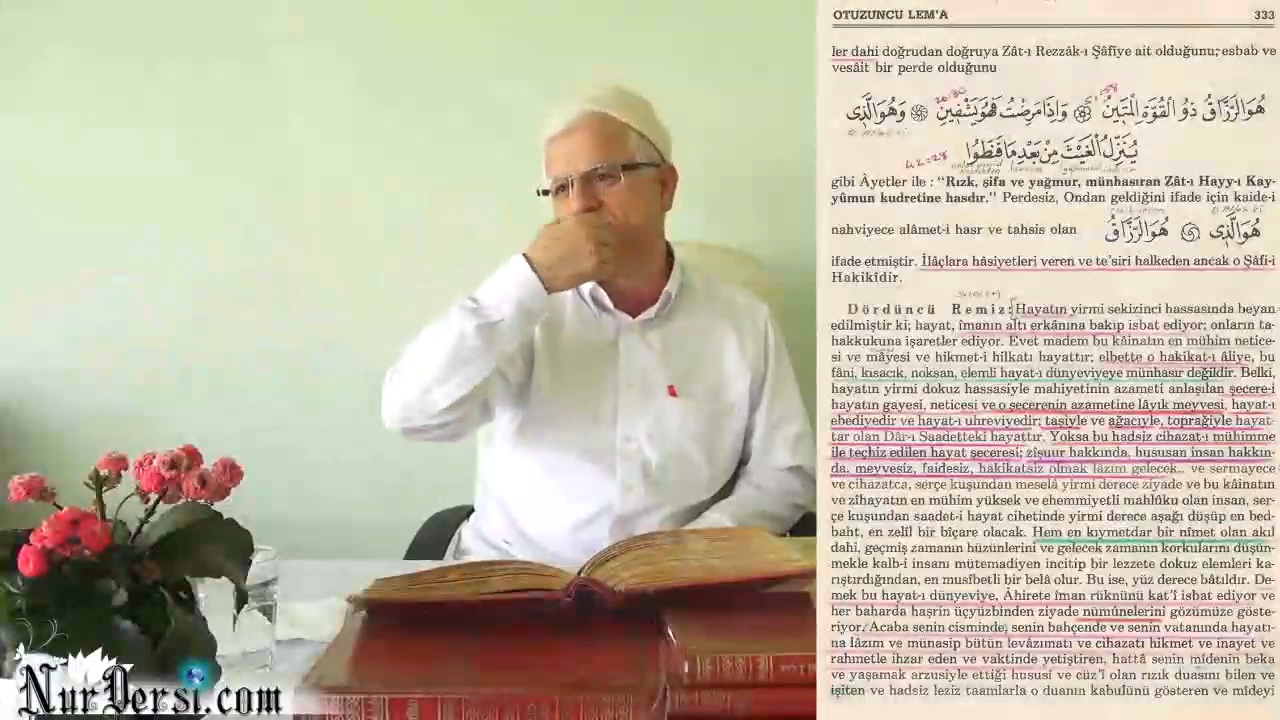 OTUZUNCU LEM'A 333
ler dahi doğrudan doğruya Zât-ı Rezzâk-ı Şâfiye ait olduğunu; esbab ve
vesâit bir perde olduğunu
هُوَ الرَّزَّاقُ ذُو الْقُوَّةِ الْمَتِينُ ۞ وَاِذَا مَرِضْتُ فَهُوَ يَشْفِينِ ۞ وَهُوَ الَّذِى
يُنَزِّلُ الْغَيْثَ مِنْ بَعْدِ مَا قَنَطُوا
gibi Âyetler ile : "Rızk, şifa ve yağmur, münhasıran Zât-ı Hayy-ı Kay-
yûmun kudretine hasdır." Perdesiz, Ondan geldiğini ifade için kaide-i
nahviyece alâmet-i hasr ve tahsis olan هُوَ الَّذِى ۞ هُوَ الرَّزَّاقُ
ifade etmiştir. İlâçlara hâsiyetleri veren ve te'siri halkeden ancak o Şâfi-i
Hakikîdir.
Dördüncü Remiz: Hayatın yirmi sekizinci hassasında beyan
edilmiştir ki; hayat, imanın altı erkânına bakıp isbat ediyor; onların ta-
hakkukuna işaretler ediyor. Evet madem bu kâinatın en mühim netice-
si ve mâyesi ve hikmet-i hilkatı hayattır; elbette o hakikat-ı âliye, bu
fâni, kısacık, noksan, elemli hayat-ı dünyeviyeye münhasır değildir. Belki,
hayatın yirmi dokuz hassasiyle mahiyetinin azameti anlaşılan şecere-i
hayatın gayesi, neticesi ve o şecerenin azametine lâyık meyvesi, hayat-ı
ebediyedir ve hayat-ı uhreviyedir; taşiyle ve ağacıyle, toprağiyle hayat-
tar olan Dâr-ı Saadetteki hayattır. Yoksa bu hadsiz cihazat-ı mühimme
ile teçhiz edilen hayat şeceresi; zîşuur hakkında, hususan insan hakkın-
da, meyvesiz, faidesiz, hakikatsiz olmak lâzım gelecek.. ve sermayece
ve cihazatca, serçe kuşundan meselâ yirmi derece ziyade ve bu kâinatın
ve zîhayatın en mühim yüksek ve ehemmiyetli mahlûku olan insan, ser-
çe kuşundan saadet-i hayat cihetinde yirmi derece aşağı düşüp en bed-
baht, en zelîl bir bîçare olacak. Hem en kıymetdar bir nîmet olan akıl
dahi, geçmiş zamanın hüzünlerini ve gelecek zamanın korkularını düşün-
mekle kalb-i insanı mütemadiyen incitip bir lezzete dokuz elemleri ka-
rıştırdığından, en musîbetli bir belâ olur. Bu ise, yüz derece bâtıldır. De-
mek bu hayat-ı dünyeviye, Âhirete îman rüknünü kat'î isbat ediyor ve
her baharda haşrin üçyüzbinden ziyade nümûnelerini gözümüze göste-
riyor. Acaba senin cisminde, senin bahçende ve senin vatanında hayatı-
na lâzım ve münasip bütün levâzımatı ve cihazatı hikmet ve inayet ve
rahmetle ihzar eden ve vaktinde yetiştiren, hattâ senin mîdenin beka
ve yaşamak arzusiyle ettiği hususî ve cüz'î olan rızık duasını bilen ve
işiten ve hadsiz leziz taamlarla o duanın kabulünü gösteren ve mîdeyi
NurDersi.com